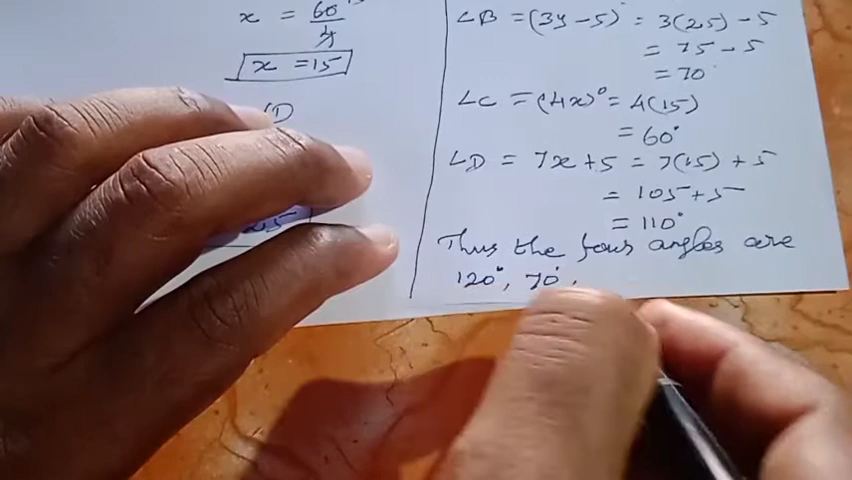 x = 60/4
x = 15
∠B = (3y-5)° = 3(25) - 5
= 75 - 5
= 70°
∠C = (4x)° = 4(15)
= 60°
∠D = 7x+5 = 7(15) + 5
= 105+5
= 110°
Thus the four angles are
120°, 70°,